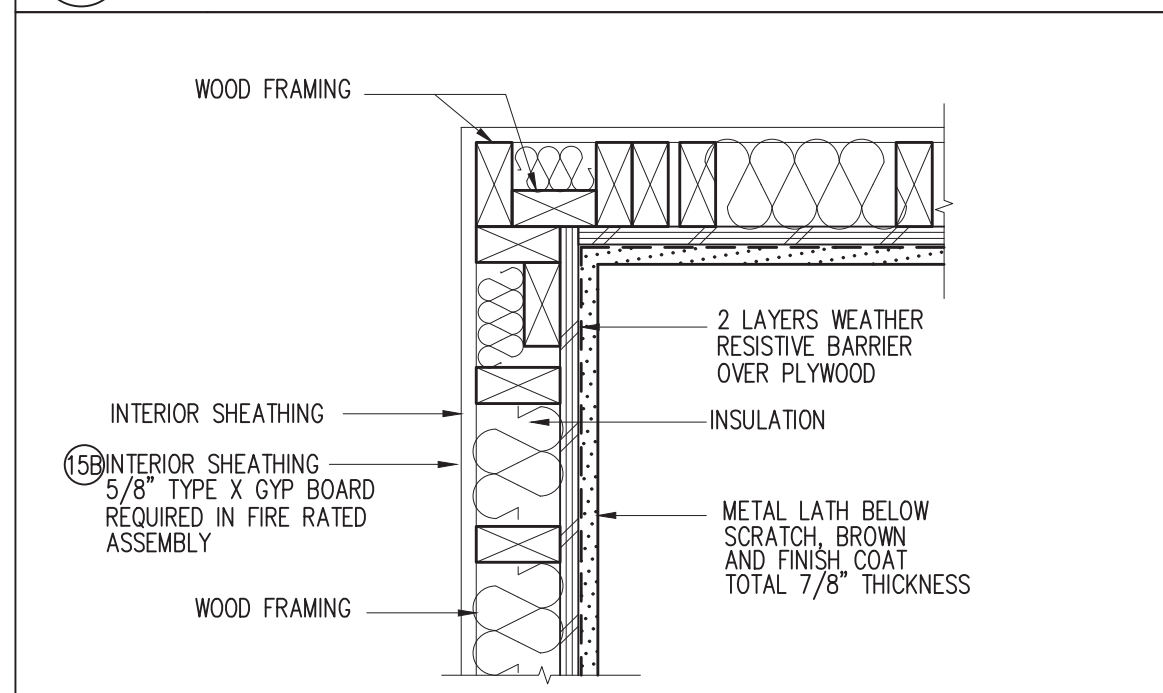 WOOD FRAMING
2 LAYERS WEATHER
RESISTIVE BARRIER
OVER PLYWOOD
INTERIOR SHEATHING
INSULATION
15B INTERIOR SHEATHING
5/8” TYPE X GYP BOARD
REQUIRED IN FIRE RATED
ASSEMBLY
METAL LATH BELOW
SCRATCH, BROWN
AND FINISH COAT
TOTAL 7/8” THICKNESS
WOOD FRAMING